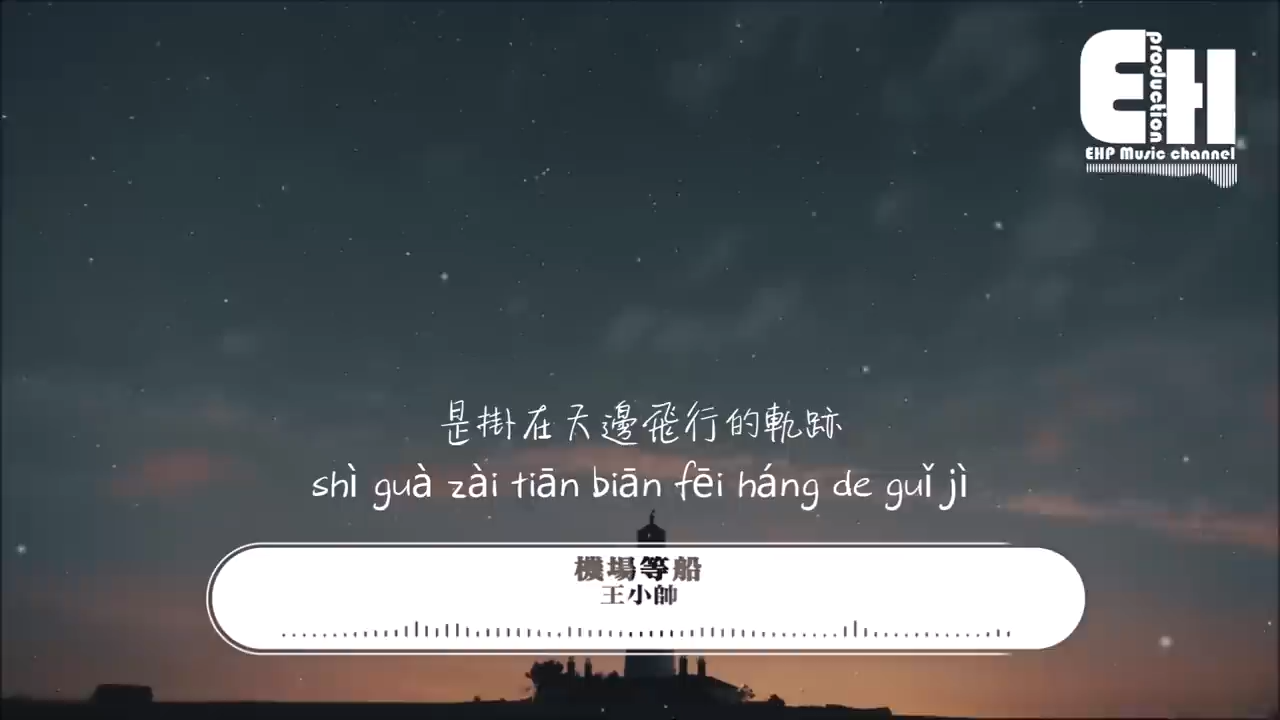 EH
production
EHP Music channel
是掛在天邊飛行的軌跡
shì guà zài tiān biān fēi háng de guǐ jì
機場等船
王小帥